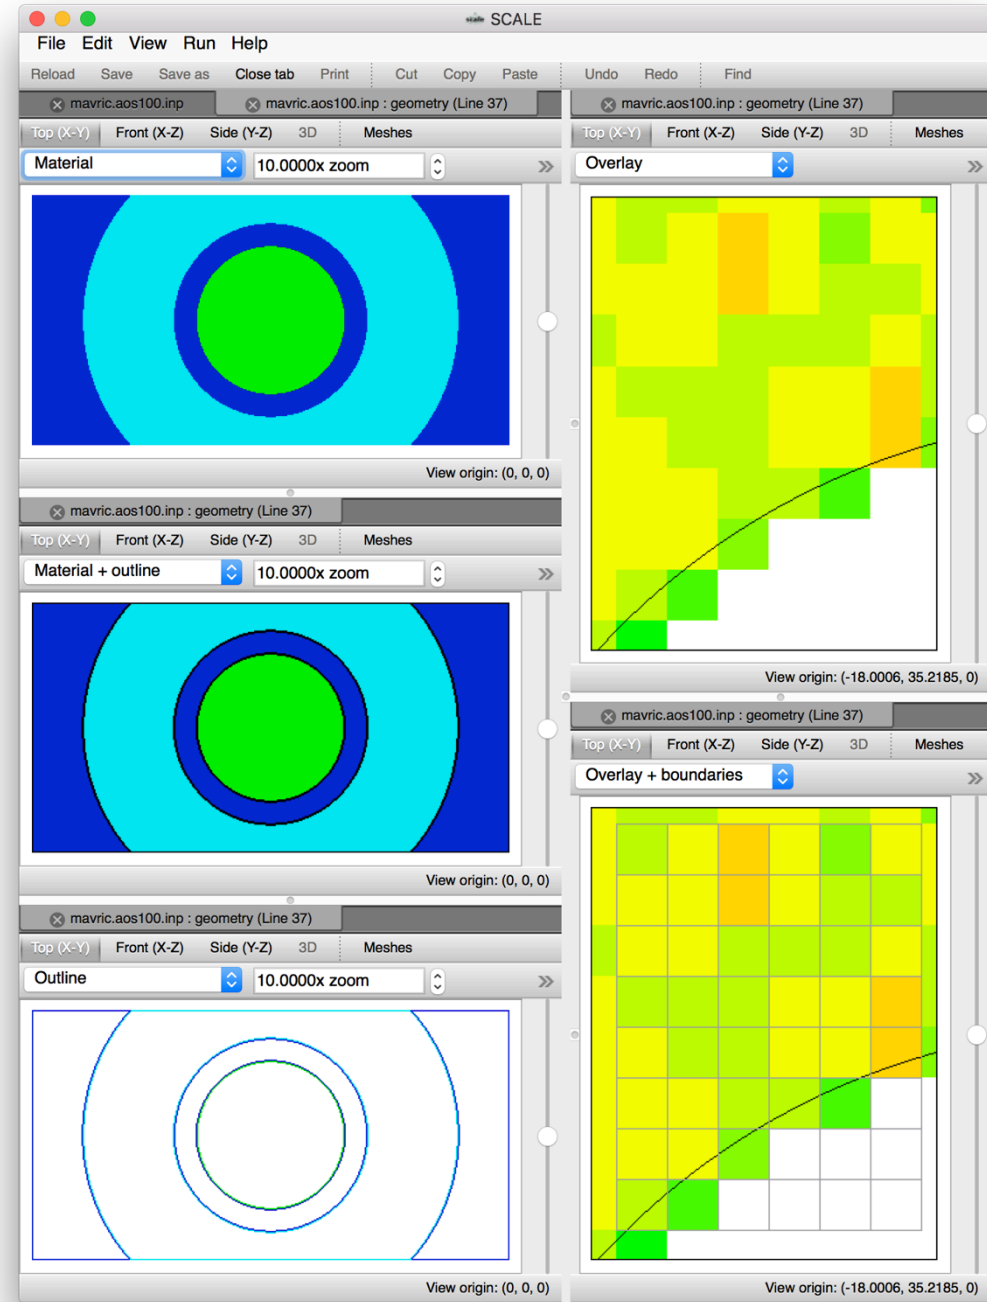 SCALE
File Edit View Run Help
Reload Save Save as Close tab Print Cut Copy Paste Undo Redo Find
mavric.aos100.inp mavric.aos100.inp : geometry (Line 37)
Top (X-Y) Front (X-Z) Side (Y-Z) 3D Meshes
Material 10.0000x zoom
View origin: (0, 0, 0)
mavric.aos100.inp : geometry (Line 37)
Top (X-Y) Front (X-Z) Side (Y-Z) 3D Meshes
Material + outline 10.0000x zoom
View origin: (0, 0, 0)
mavric.aos100.inp : geometry (Line 37)
Top (X-Y) Front (X-Z) Side (Y-Z) 3D Meshes
Outline 10.0000x zoom
View origin: (0, 0, 0)
mavric.aos100.inp : geometry (Line 37)
Top (X-Y) Front (X-Z) Side (Y-Z) 3D Meshes
Overlay
View origin: (-18.0006, 35.2185, 0)
mavric.aos100.inp : geometry (Line 37)
Top (X-Y) Front (X-Z) Side (Y-Z) 3D Meshes
Overlay + boundaries
View origin: (-18.0006, 35.2185, 0)